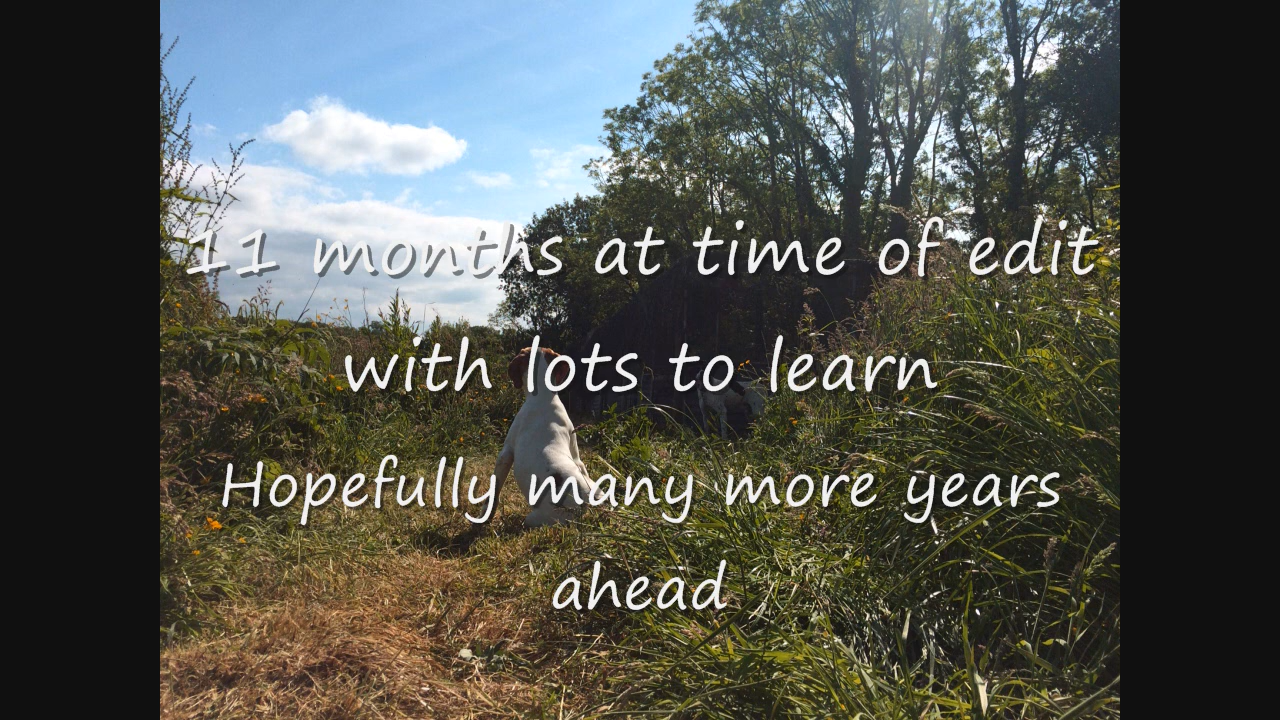 11 months at time of edit
with lots to learn
Hopefully many more years
ahead